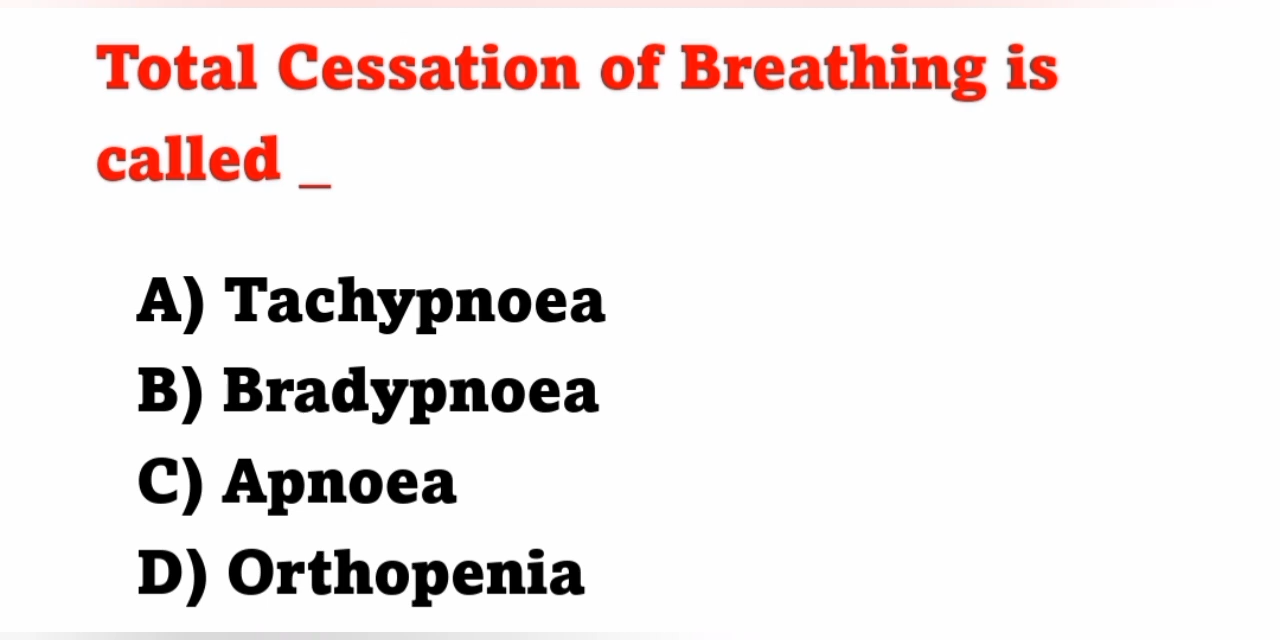 Total Cessation of Breathing is
called _
A) Tachypnoea
B) Bradypnoea
C) Apnoea
D) Orthopenia